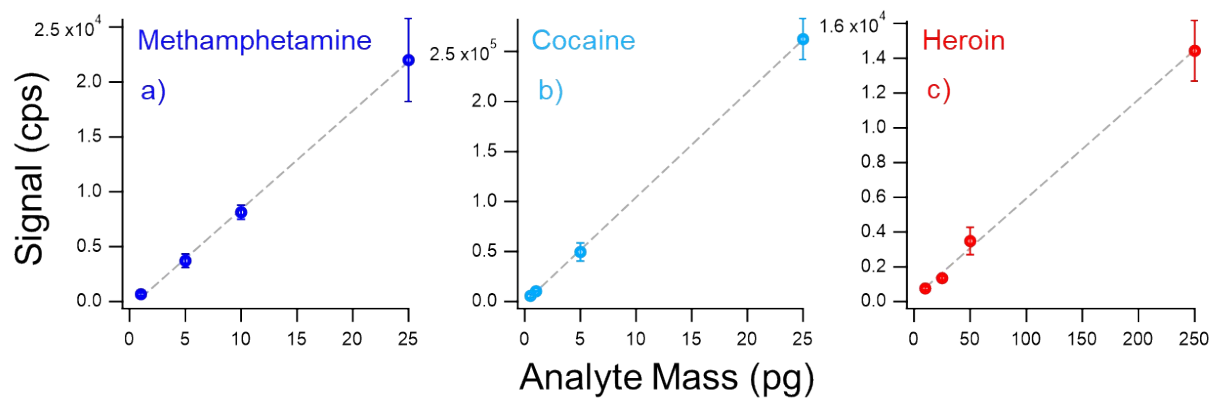 Signal (cps)
2.5 x10⁴
2.0
1.5
1.0
0.5
0.0
Methamphetamine
a)
0 5 10 15 20 25
2.5 x10⁵
2.0
1.5
1.0
0.5
0.0
Cocaine
b)
0 5 10 15 20 25
1.6 x10⁴
1.4
1.2
1.0
0.8
0.6
0.4
0.2
0.0
Heroin
c)
0 50 100 150 200 250
Analyte Mass (pg)